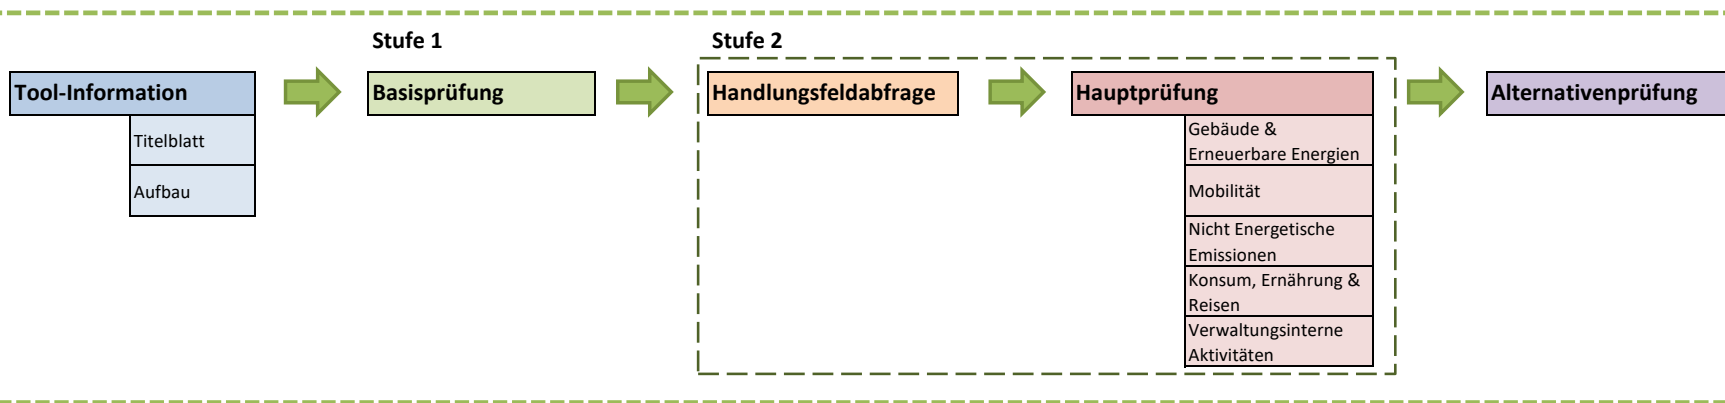 Stufe 1
Stufe 2
Tool-Information
Basisprüfung
Handlungsfeldabfrage
Hauptprüfung
Alternativenprüfung
Titelblatt
Aufbau
Gebäude &
Erneuerbare Energien
Mobilität
Nicht Energetische
Emissionen
Konsum, Ernährung &
Reisen
Verwaltungsinterne
Aktivitäten